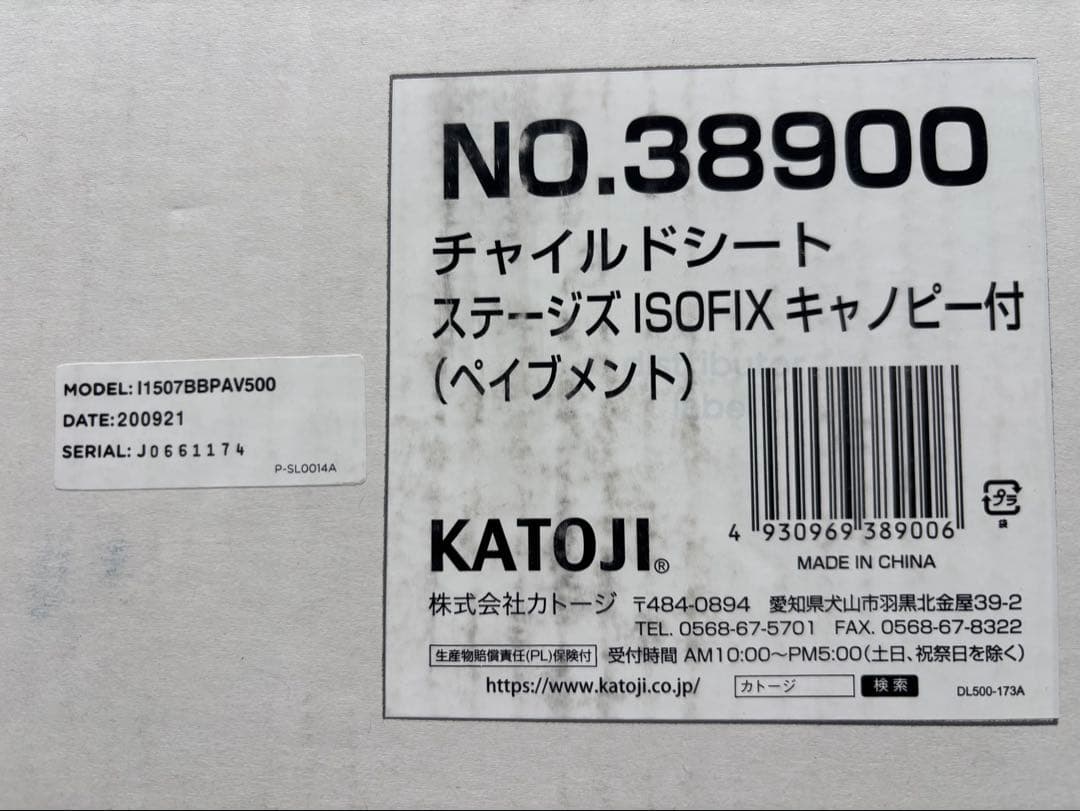 NO.38900
チャイルドシート
ステージズ ISOFIX キャノピー付
(ペイブメント)
MODEL: I1507BBPAV500
DATE: 200921
SERIAL: J0661174
P-SL0014A
4 930969 389006
プラ
袋
MADE IN CHINA
KATOJI®
株式会社カトージ 〒484-0894 愛知県犬山市羽黒北金屋39-2
TEL. 0568-67-5701 FAX. 0568-67-8322
生産物賠償責任(PL)保険付 受付時間 AM10:00〜PM5:00(土日、祝祭日を除く)
https://www.katoji.co.jp/ カトージ 検索
DL500-173A